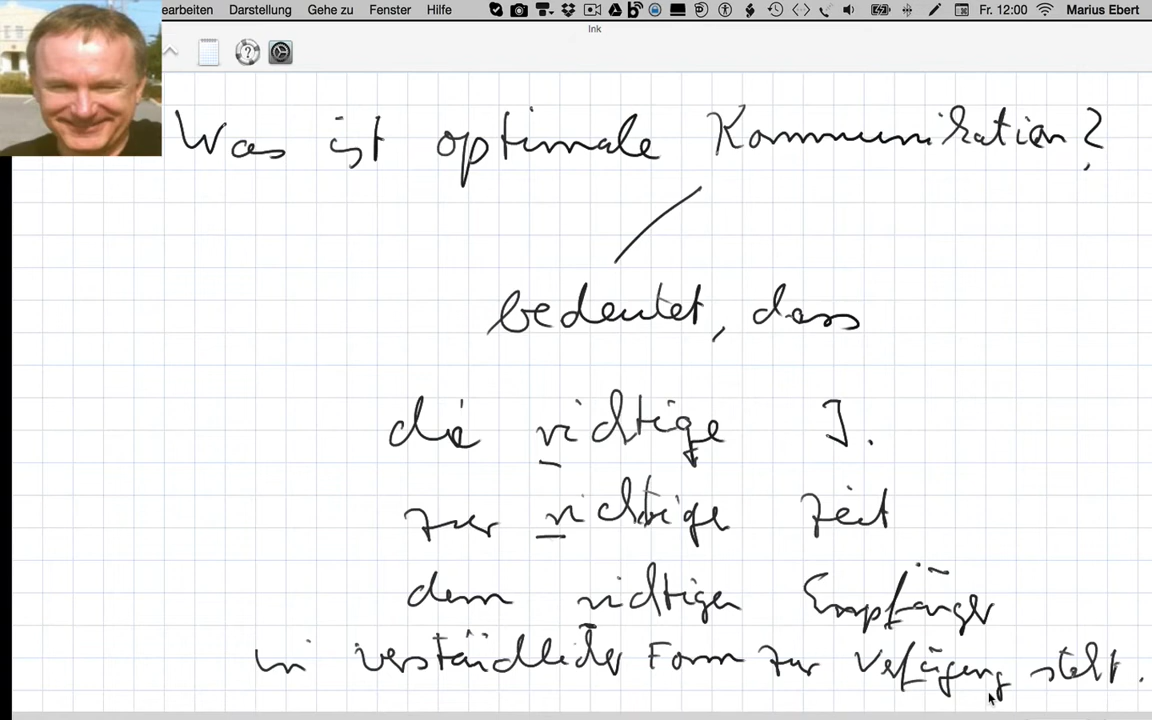 earbeiten Darstellung Gehe zu Fenster Hilfe Fr. 12:00 Marius Ebert
Ink
Was ist optimale Kommunikation?
bedeutet, dass
die richtige I.
zur richtige Zeit
dem richtigen Empfänger
in verständlicher Form zur Verfügung steht.